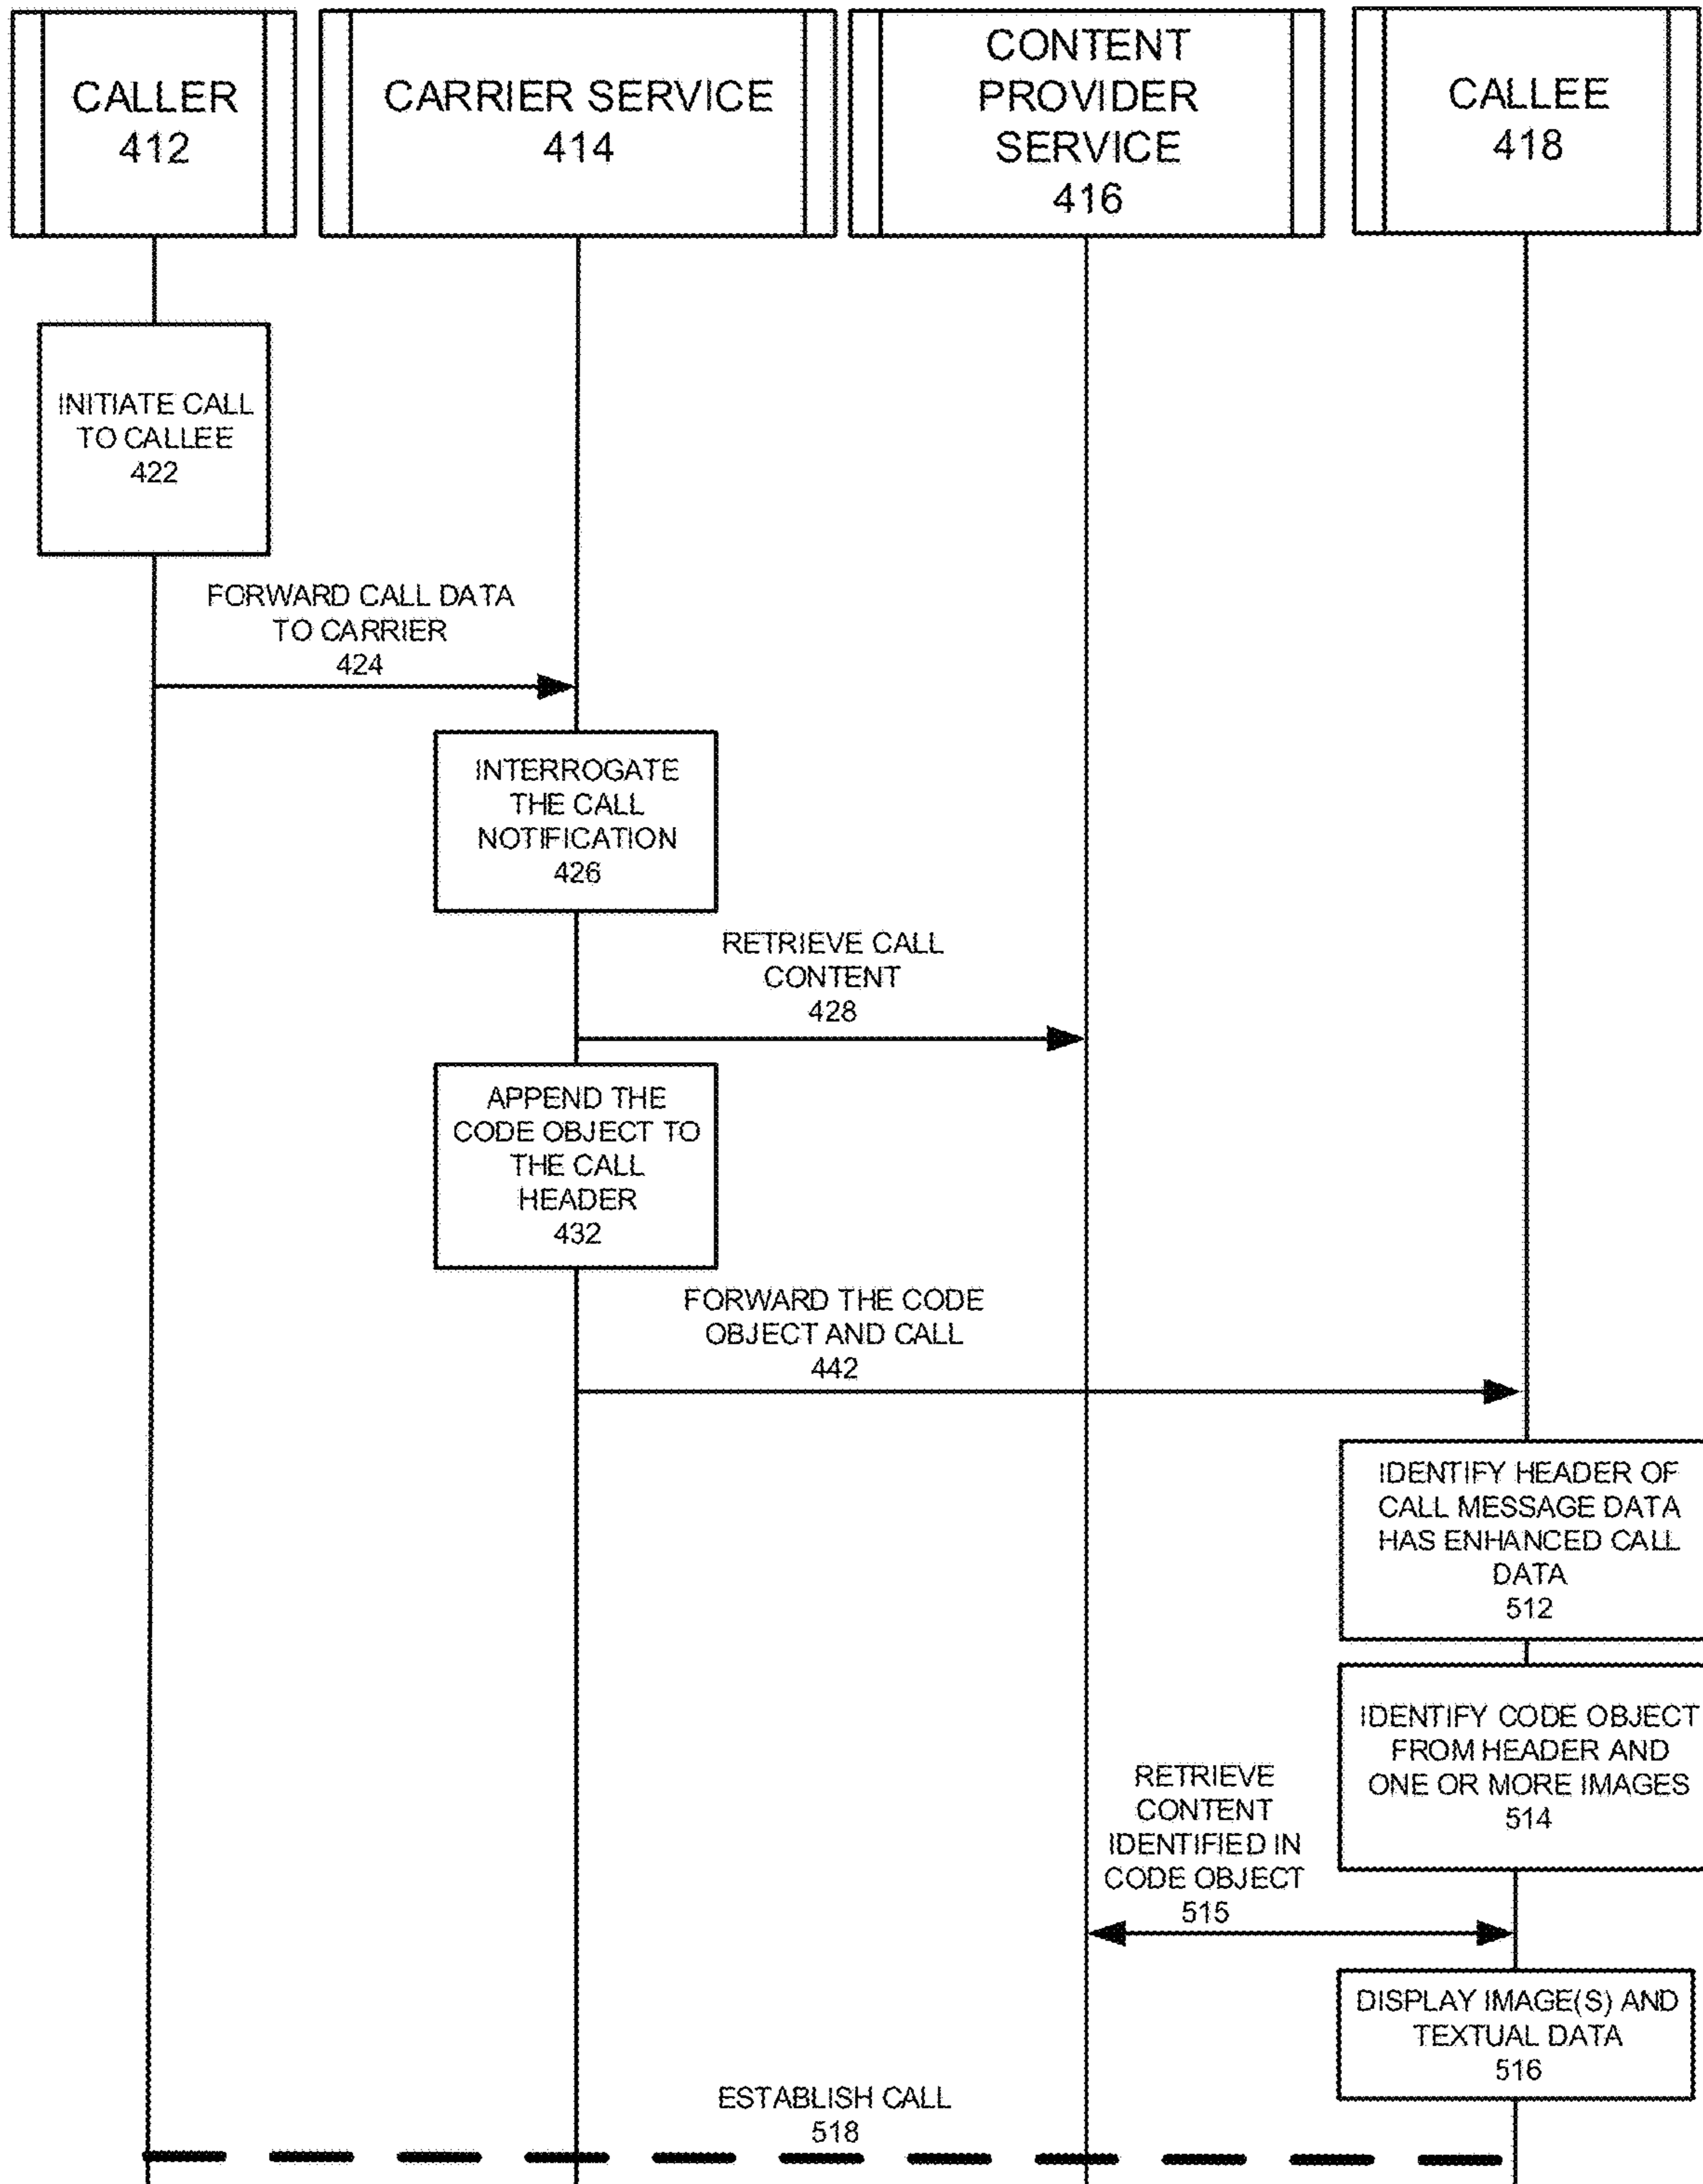 CALLER
412
CARRIER SERVICE
414
CONTENT
PROVIDER
SERVICE
416
CALLEE
418
INITIATE CALL
TO CALLEE
422
FORWARD CALL DATA
TO CARRIER
424
INTERROGATE
THE CALL
NOTIFICATION
426
RETRIEVE CALL
CONTENT
428
APPEND THE
CODE OBJECT TO
THE CALL
HEADER
432
FORWARD THE CODE
OBJECT AND CALL
442
IDENTIFY HEADER OF
CALL MESSAGE DATA
HAS ENHANCED CALL
DATA
512
IDENTIFY CODE OBJECT
FROM HEADER AND
ONE OR MORE IMAGES
514
RETRIEVE
CONTENT
IDENTIFIED IN
CODE OBJECT
515
DISPLAY IMAGE(S) AND
TEXTUAL DATA
516
ESTABLISH CALL
518